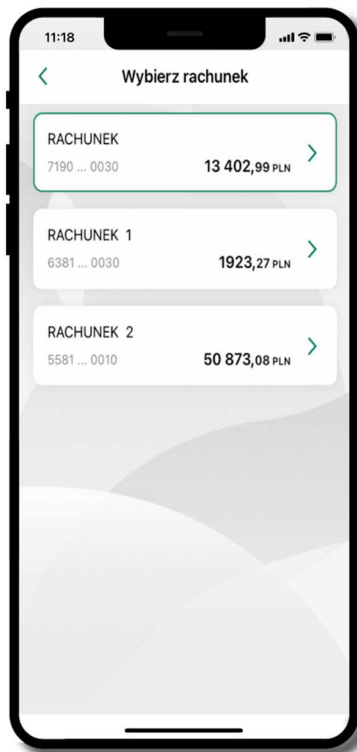 11:18
Wybierz rachunek
RACHUNEK
7190 ... 0030 13 402,99 PLN
RACHUNEK 1
6381 ... 0030 1923,27 PLN
RACHUNEK 2
5581 ... 0010 50 873,08 PLN